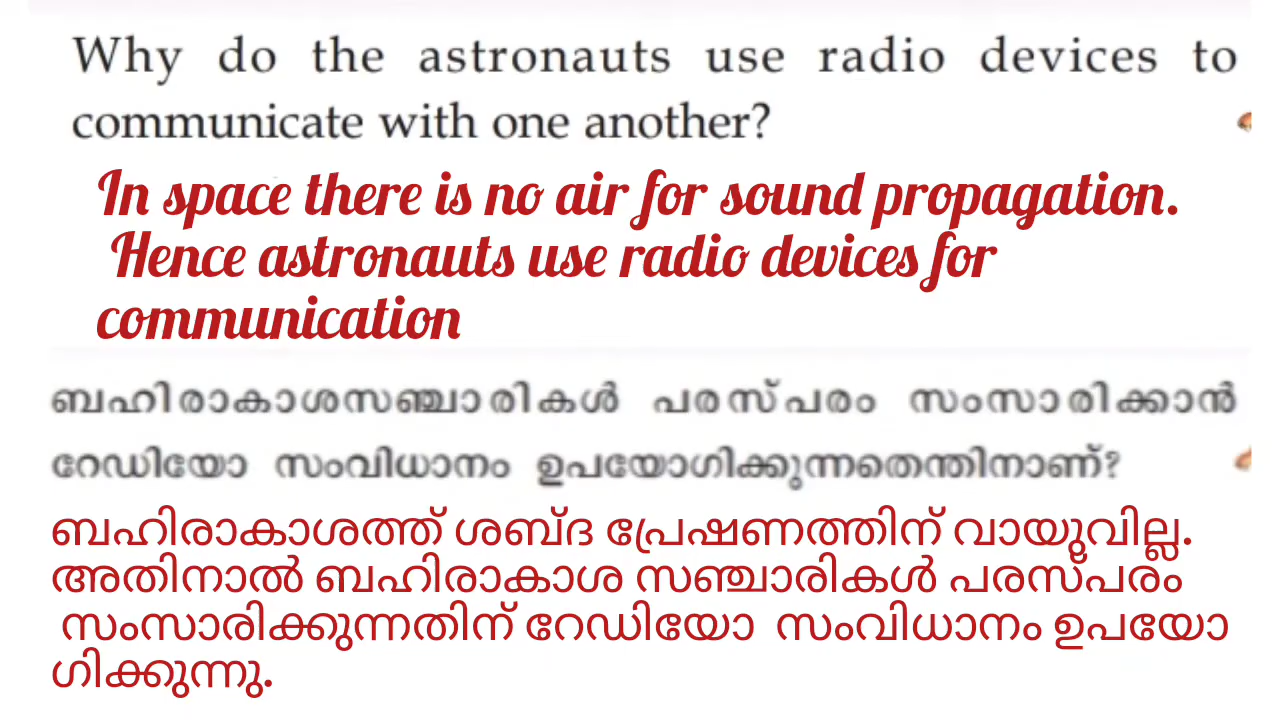 Why do the astronauts use radio devices to
communicate with one another?
In space there is no air for sound propagation.
Hence astronauts use radio devices for
communication
ബഹിരാകാശസഞ്ചാരികൾ പരസ്പരം സംസാരിക്കാൻ
റേഡിയോ സംവിധാനം ഉപയോഗിക്കുന്നതെന്തിനാണ്?
ബഹിരാകാശത്ത് ശബ്ദ പ്രേഷണത്തിന് വായുവില്ല.
അതിനാൽ ബഹിരാകാശ സഞ്ചാരികൾ പരസ്പരം
സംസാരിക്കുന്നതിന് റേഡിയോ സംവിധാനം ഉപയോ
ഗിക്കുന്നു.